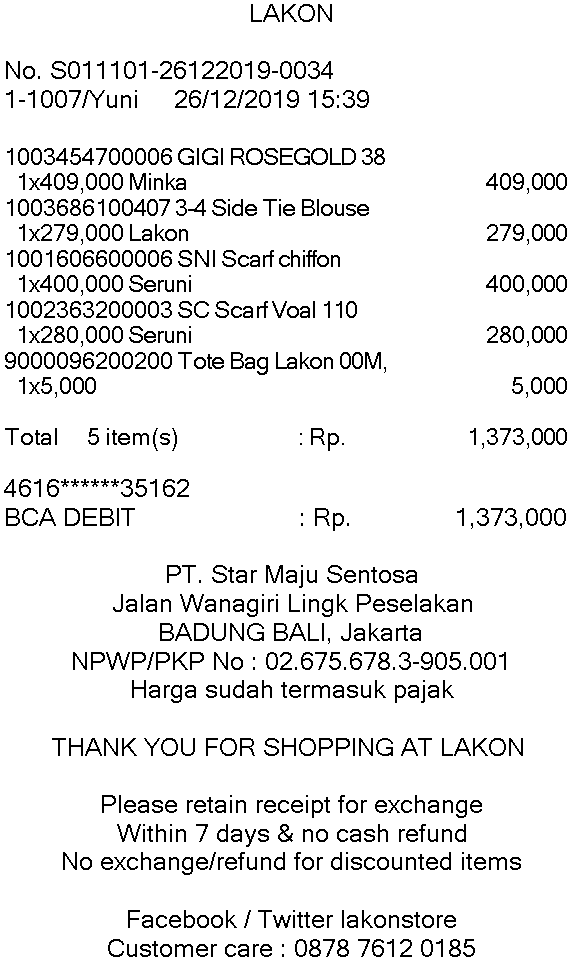 LAKON
No. S011101-26122019-0034
1-1007/Yuni 26/12/2019 15:39
1003454700006 GIGI ROSEGOLD 38
1x409,000 Minka 409,000
1003686100407 3-4 Side Tie Blouse
1x279,000 Lakon 279,000
1001606600006 SNI Scarf chiffon
1x400,000 Seruni 400,000
1002363200003 SC Scarf Voal 110
1x280,000 Seruni 280,000
9000096200200 Tote Bag Lakon 00M,
1x5,000 5,000
Total 5 item(s) : Rp. 1,373,000
4616******35162
BCA DEBIT : Rp. 1,373,000
PT. Star Maju Sentosa
Jalan Wanagiri Lingk Peselakan
BADUNG BALI, Jakarta
NPWP/PKP No : 02.675.678.3-905.001
Harga sudah termasuk pajak
THANK YOU FOR SHOPPING AT LAKON
Please retain receipt for exchange
Within 7 days & no cash refund
No exchange/refund for discounted items
Facebook / Twitter lakonstore
Customer care : 0878 7612 0185